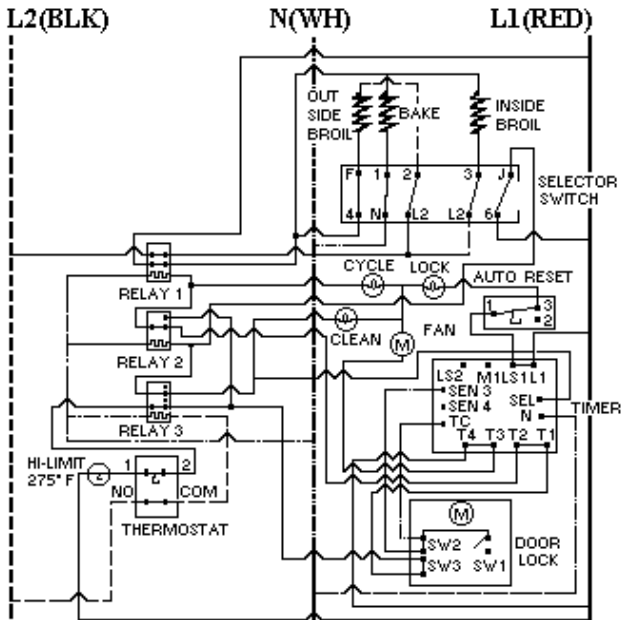 L2(BLK) N(WH) L1(RED)
OUT SIDE BROIL
BAKE
INSIDE BROIL
F 1 2 3 J
4 N L2 L2 6
SELECTOR SWITCH
CYCLE LOCK
AUTO RESET
RELAY 1
1 3
2
CLEAN
FAN
M
RELAY 2
LS2 M1 LS1 L1
SEN 3
SEL
SEN 4
N
TIMER
TC
T4 T3 T2 T1
RELAY 3
HI-LIMIT 275° F
1 2
NO COM
THERMOSTAT
M
SW2
SW3 SW1
DOOR LOCK